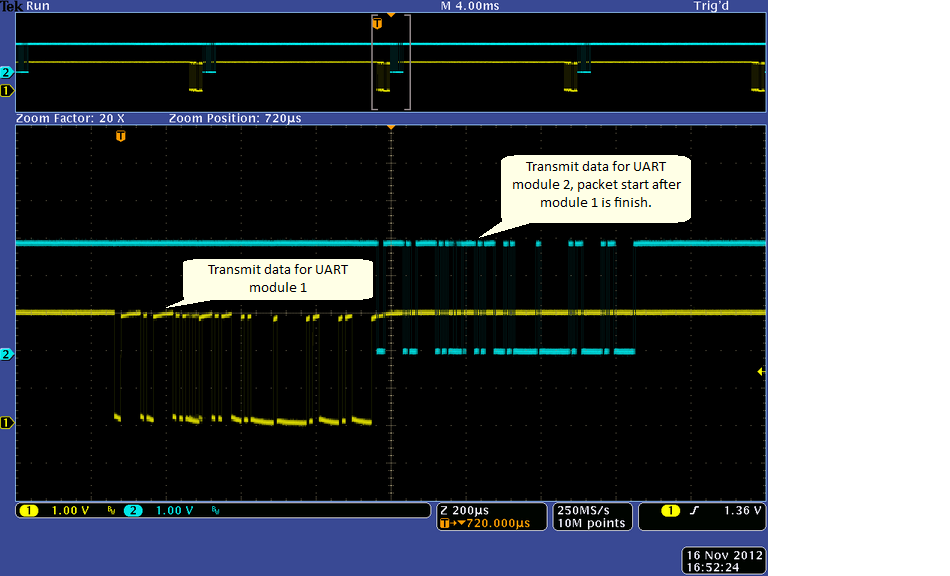 Tek Run M 4.00ms Trig'd
T
2
1
Zoom Factor: 20 X Zoom Position: 720µs
T
Transmit data for UART
module 2, packet start after
module 1 is finish.
Transmit data for UART
module 1
2
1
1 1.00 V BW 2 1.00 V BW
Z 200µs
T→▼720.000µs
250MS/s
10M points
1 1.36 V
16 Nov 2012
16:52:24